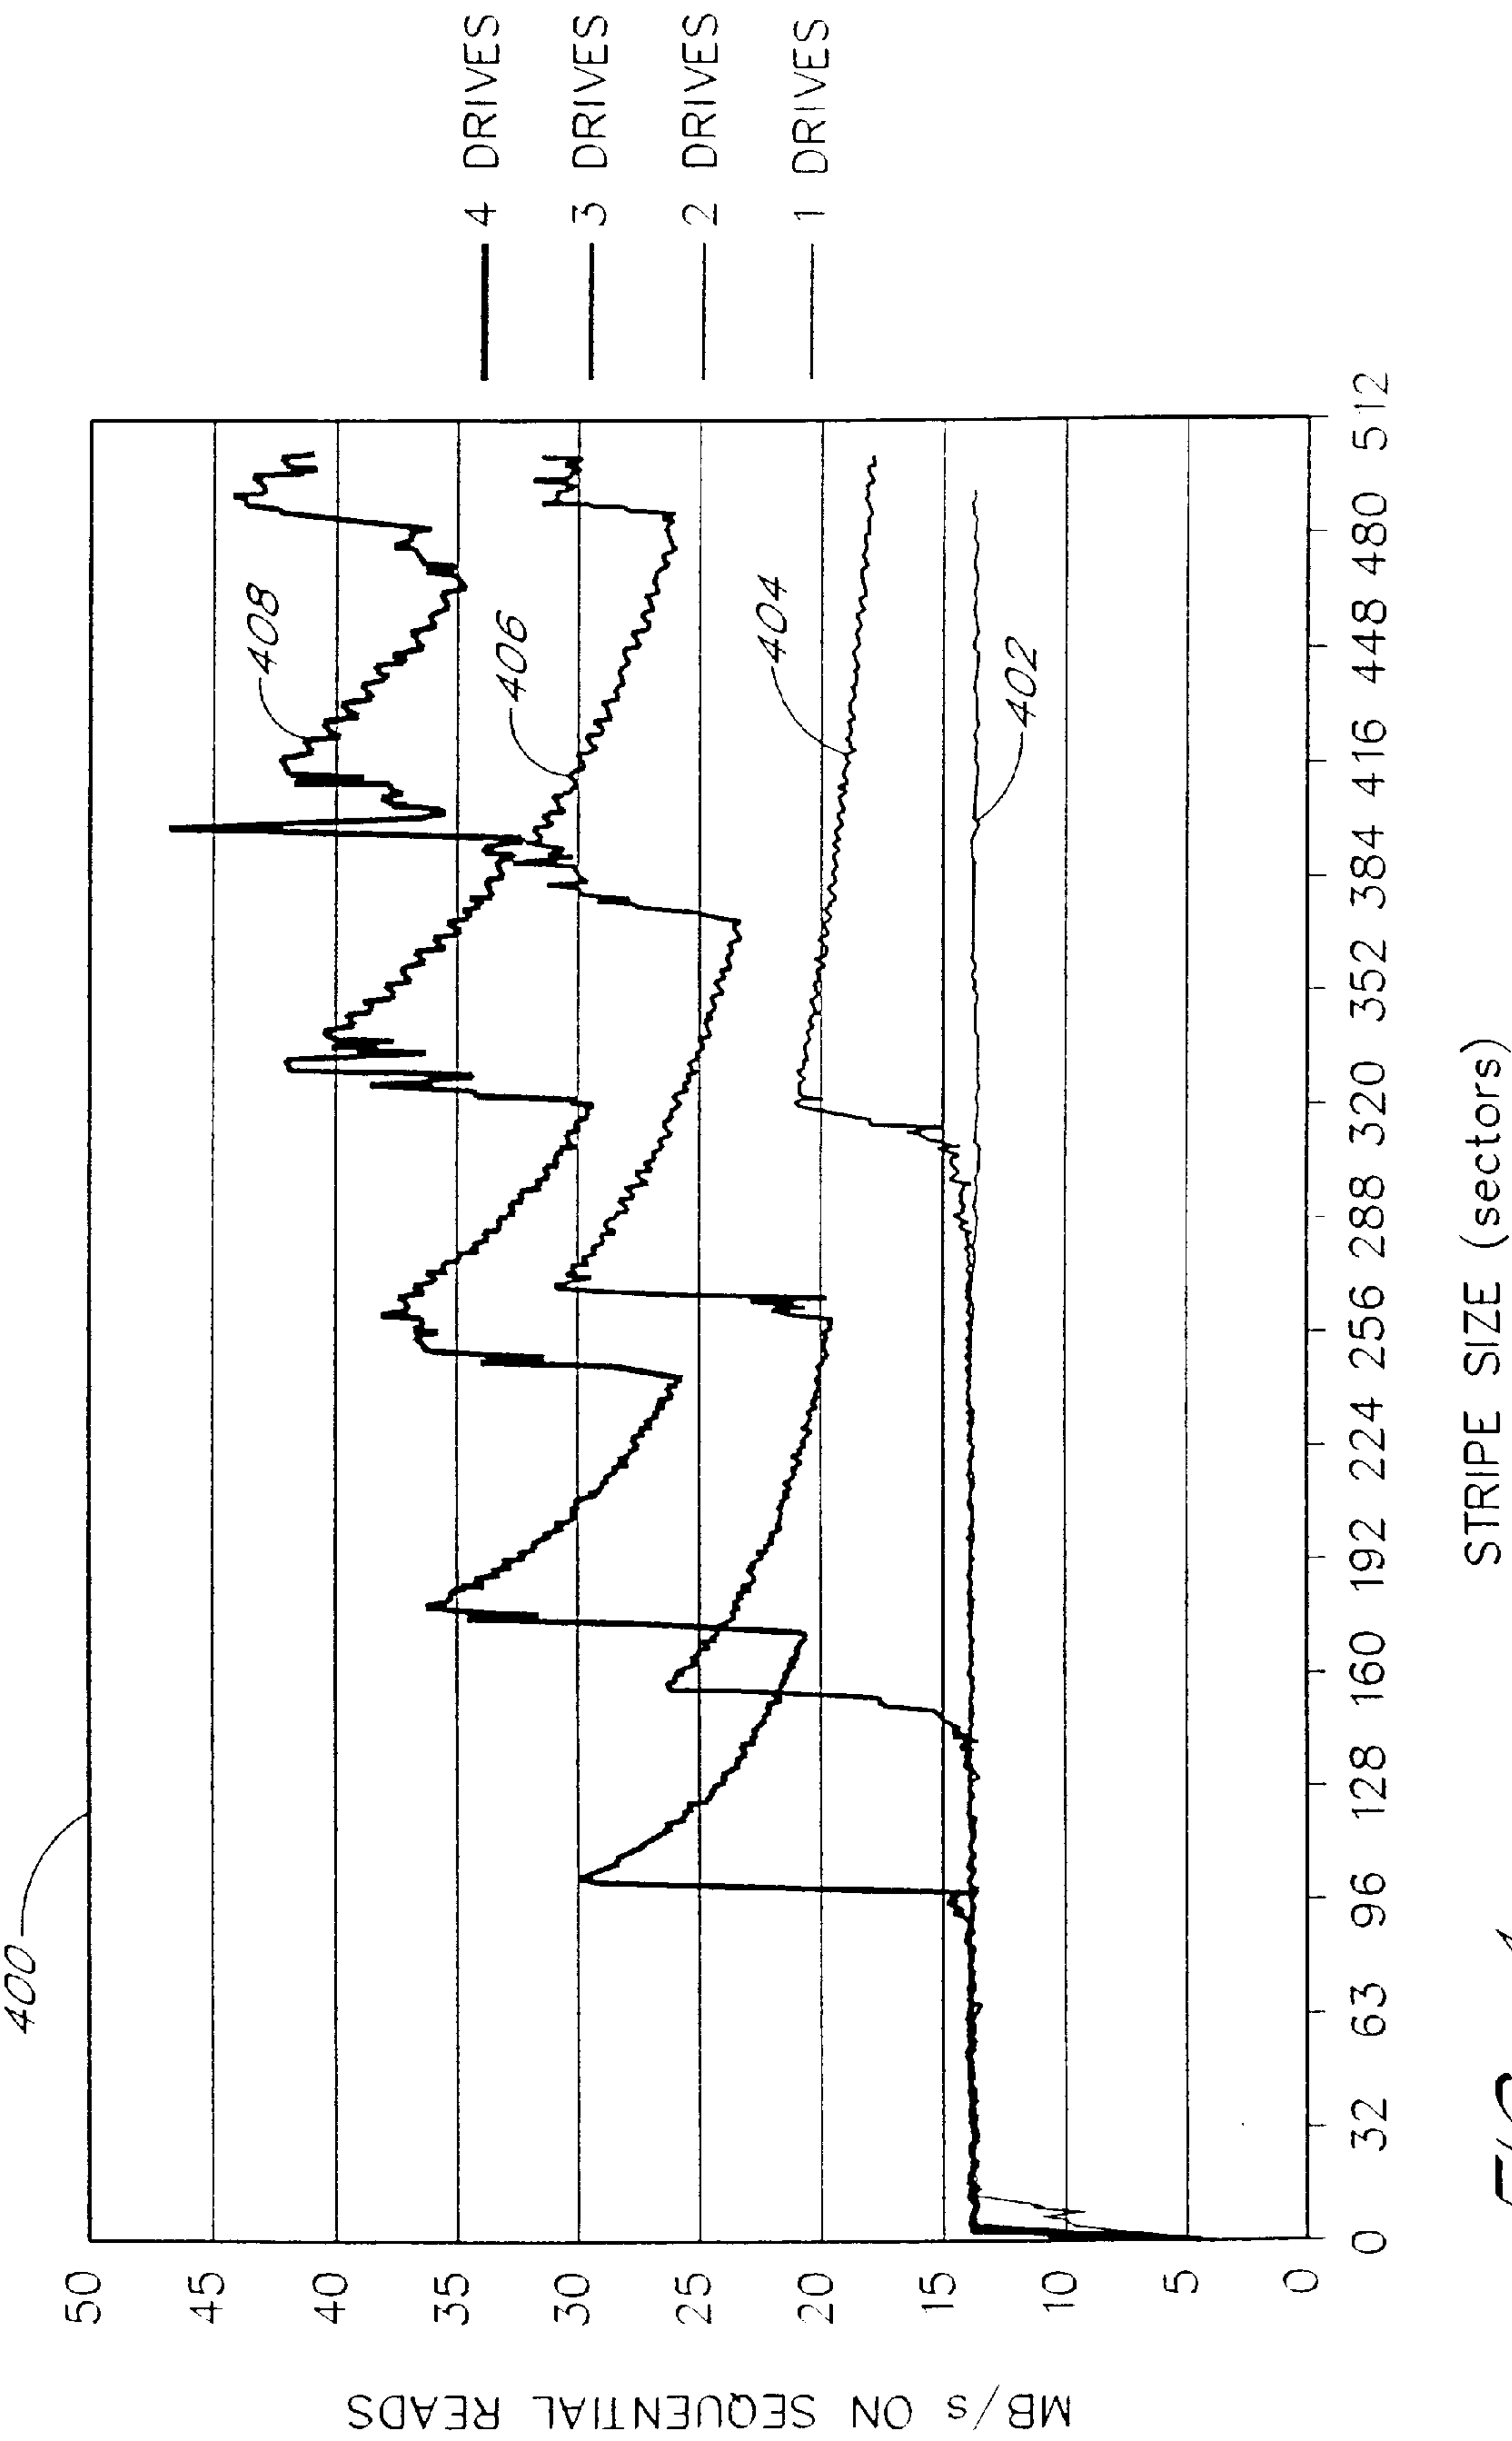 400
50
45
40
35
30
25
20
15
10
5
0
MB/s ON SEQUENTIAL READS
408
406
404
402
4 DRIVES
3 DRIVES
2 DRIVES
1 DRIVES
0 32 63 96 128 160 192 224 256 288 320 352 384 416 448 480 512
STRIPE SIZE (sectors)